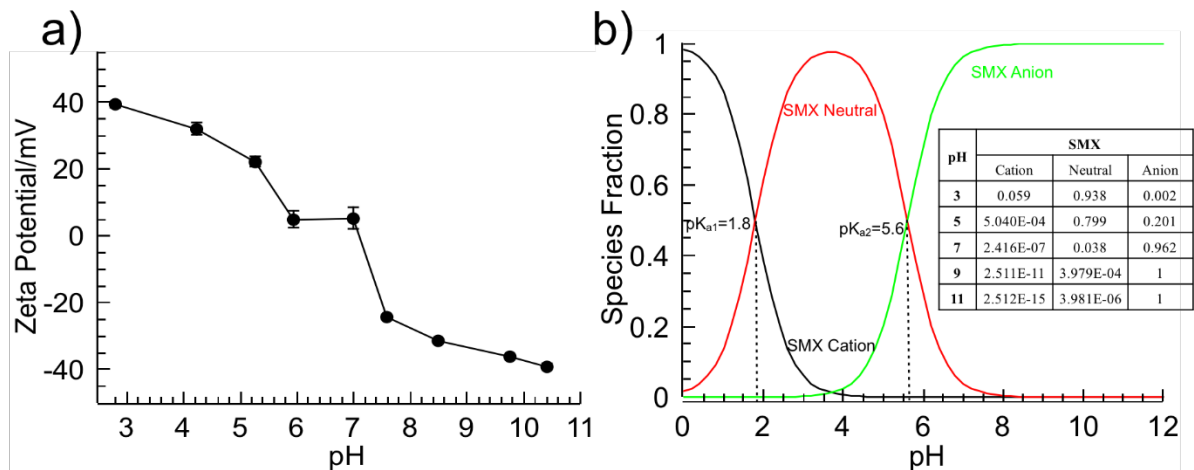 a)
Zeta Potential/mV
40
20
0
-20
-40
3 4 5 6 7 8 9 10 11
pH
b)
Species Fraction
1
0.8
0.6
0.4
0.2
0
0 2 4 6 8 10 12
pH
SMX Anion
SMX Neutral
SMX Cation
pKa1=1.8
pKa2=5.6
pH SMX
Cation Neutral Anion
3 0.059 0.938 0.002
5 5.040E-04 0.799 0.201
7 2.416E-07 0.038 0.962
9 2.511E-11 3.979E-04 1
11 2.512E-15 3.981E-06 1